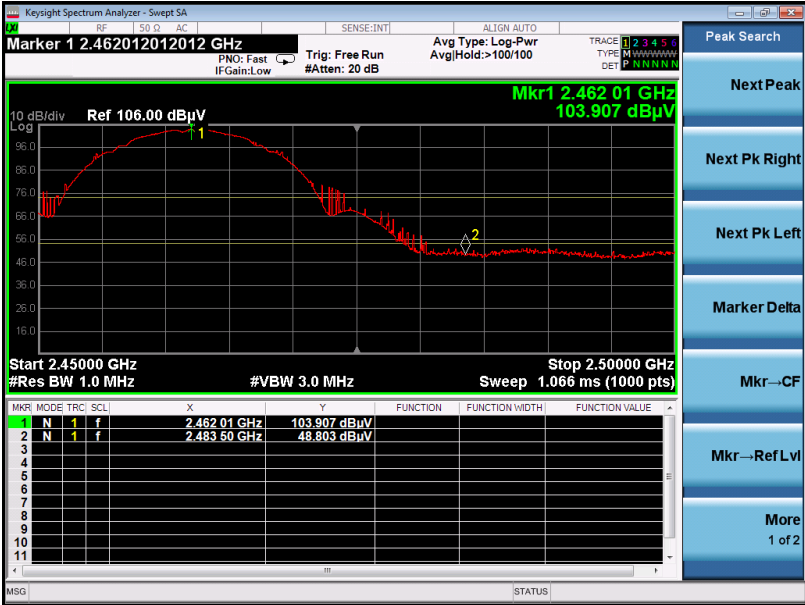 Keysight Spectrum Analyzer - Swept SA
LXI
RF 50 Ω AC SENSE:INT ALIGN AUTO
Marker 1 2.462012012012 GHz
PNO: Fast
IFGain:Low
Trig: Free Run
#Atten: 20 dB
Avg Type: Log-Pwr
Avg|Hold:>100/100
TRACE 1 2 3 4 5 6
TYPE M WWWWW
DET P N N N N N
Mkr1 2.462 01 GHz
103.907 dBµV
10 dB/div Ref 106.00 dBµV
Log
1
96.0
86.0
76.0
66.0
56.0
2
46.0
36.0
26.0
16.0
Start 2.45000 GHz Stop 2.50000 GHz
#Res BW 1.0 MHz #VBW 3.0 MHz Sweep 1.066 ms (1000 pts)
MKR MODE TRC SCL X Y FUNCTION FUNCTION WIDTH FUNCTION VALUE
1 N 1 f 2.462 01 GHz 103.907 dBµV
2 N 1 f 2.483 50 GHz 48.803 dBµV
3
4
5
6
7
8
9
10
11
MSG STATUS
Peak Search
Next Peak
Next Pk Right
Next Pk Left
Marker Delta
Mkr→CF
Mkr→Ref Lvl
More
1 of 2